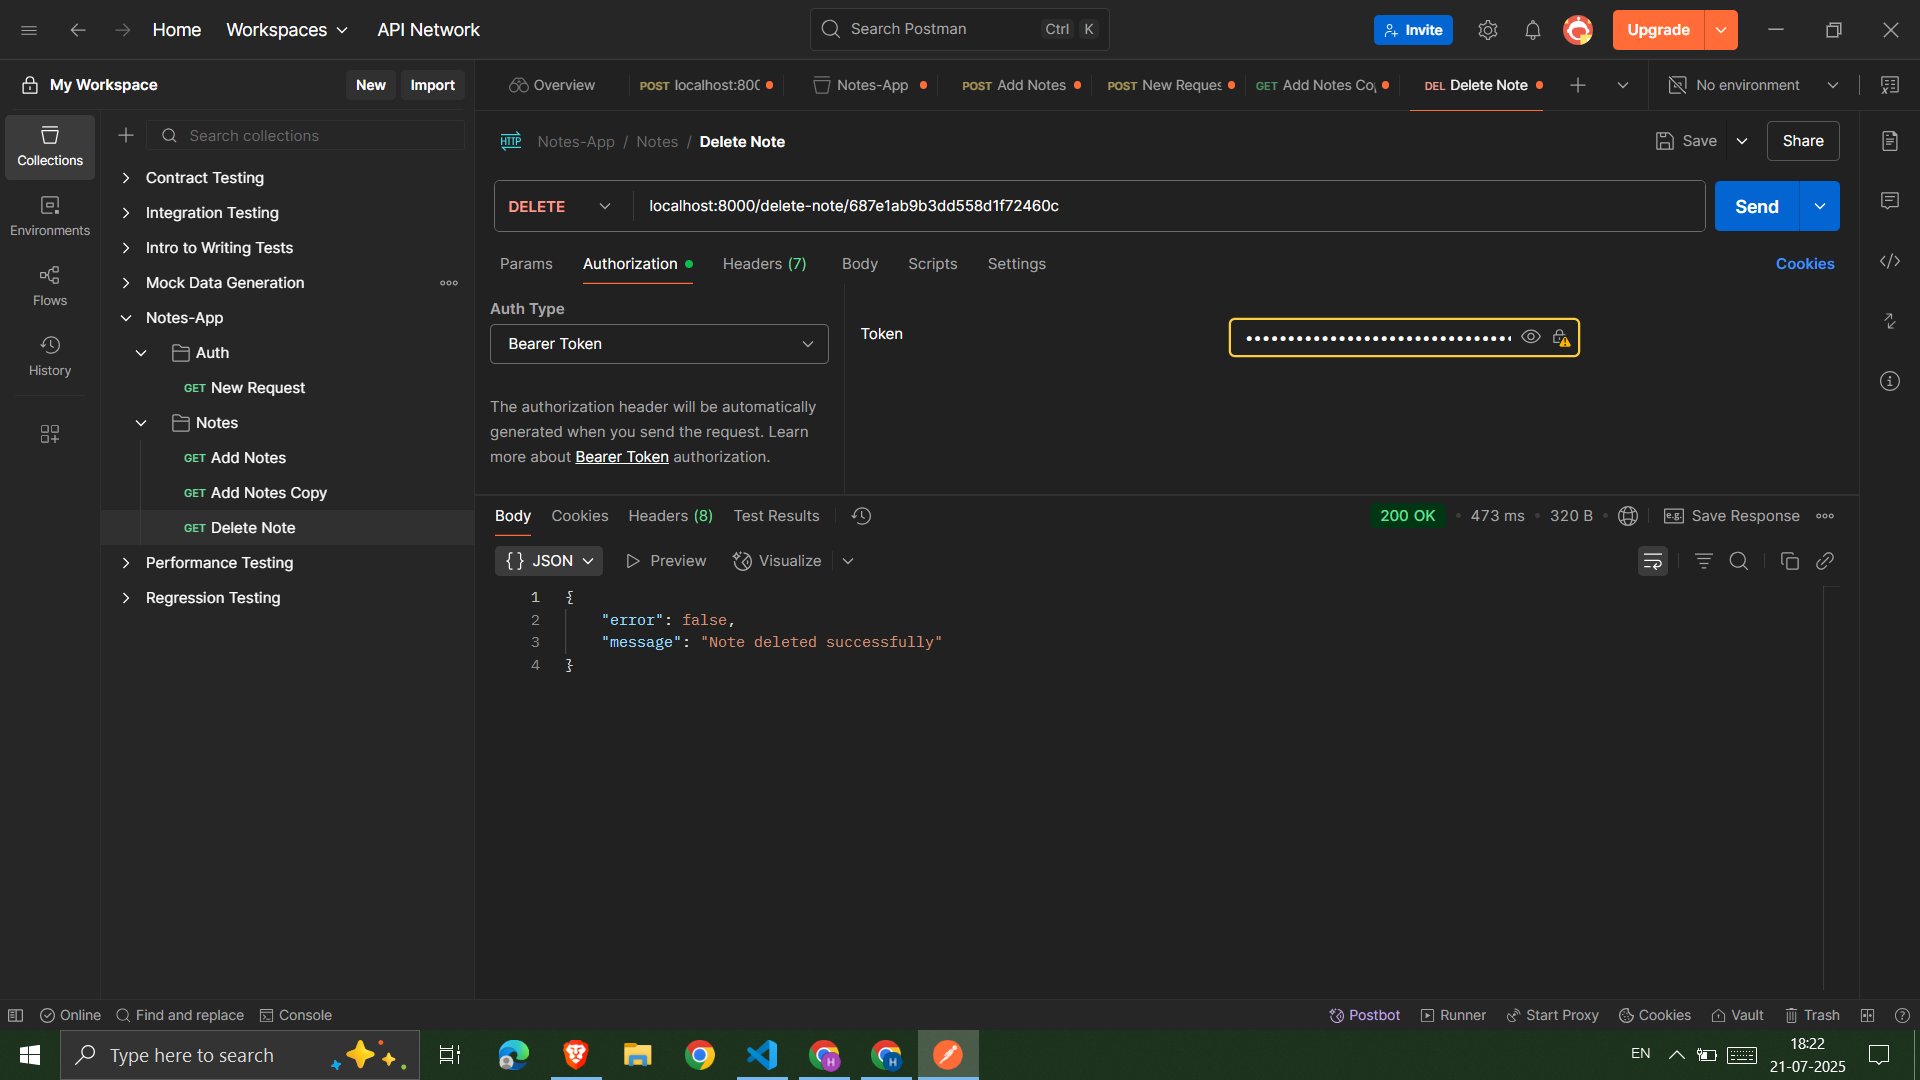 Home Workspaces API Network Search Postman Ctrl K Invite Upgrade
My Workspace New Import Overview POST localhost:800 Notes-App POST Add Notes POST New Reques GET Add Notes Co DEL Delete Note No environment
Collections
Environments
Flows
History
Search collections
Contract Testing
Integration Testing
Intro to Writing Tests
Mock Data Generation
Notes-App
Auth
GET New Request
Notes
GET Add Notes
GET Add Notes Copy
GET Delete Note
Performance Testing
Regression Testing
HTTP Notes-App / Notes / Delete Note Save Share
DELETE localhost:8000/delete-note/687e1ab9b3dd558d1f72460c Send
Params Authorization Headers (7) Body Scripts Settings Cookies
Auth Type
Bearer Token
Token
The authorization header will be automatically
generated when you send the request. Learn
more about Bearer Token authorization.
Body Cookies Headers (8) Test Results 200 OK • 473 ms • 320 B • e.g. Save Response
{} JSON Preview Visualize
1 {
2 "error": false,
3 "message": "Note deleted successfully"
4 }
Online Find and replace Console Postbot Runner Start Proxy Cookies Vault Trash
Type here to search H H EN 18:22
21-07-2025